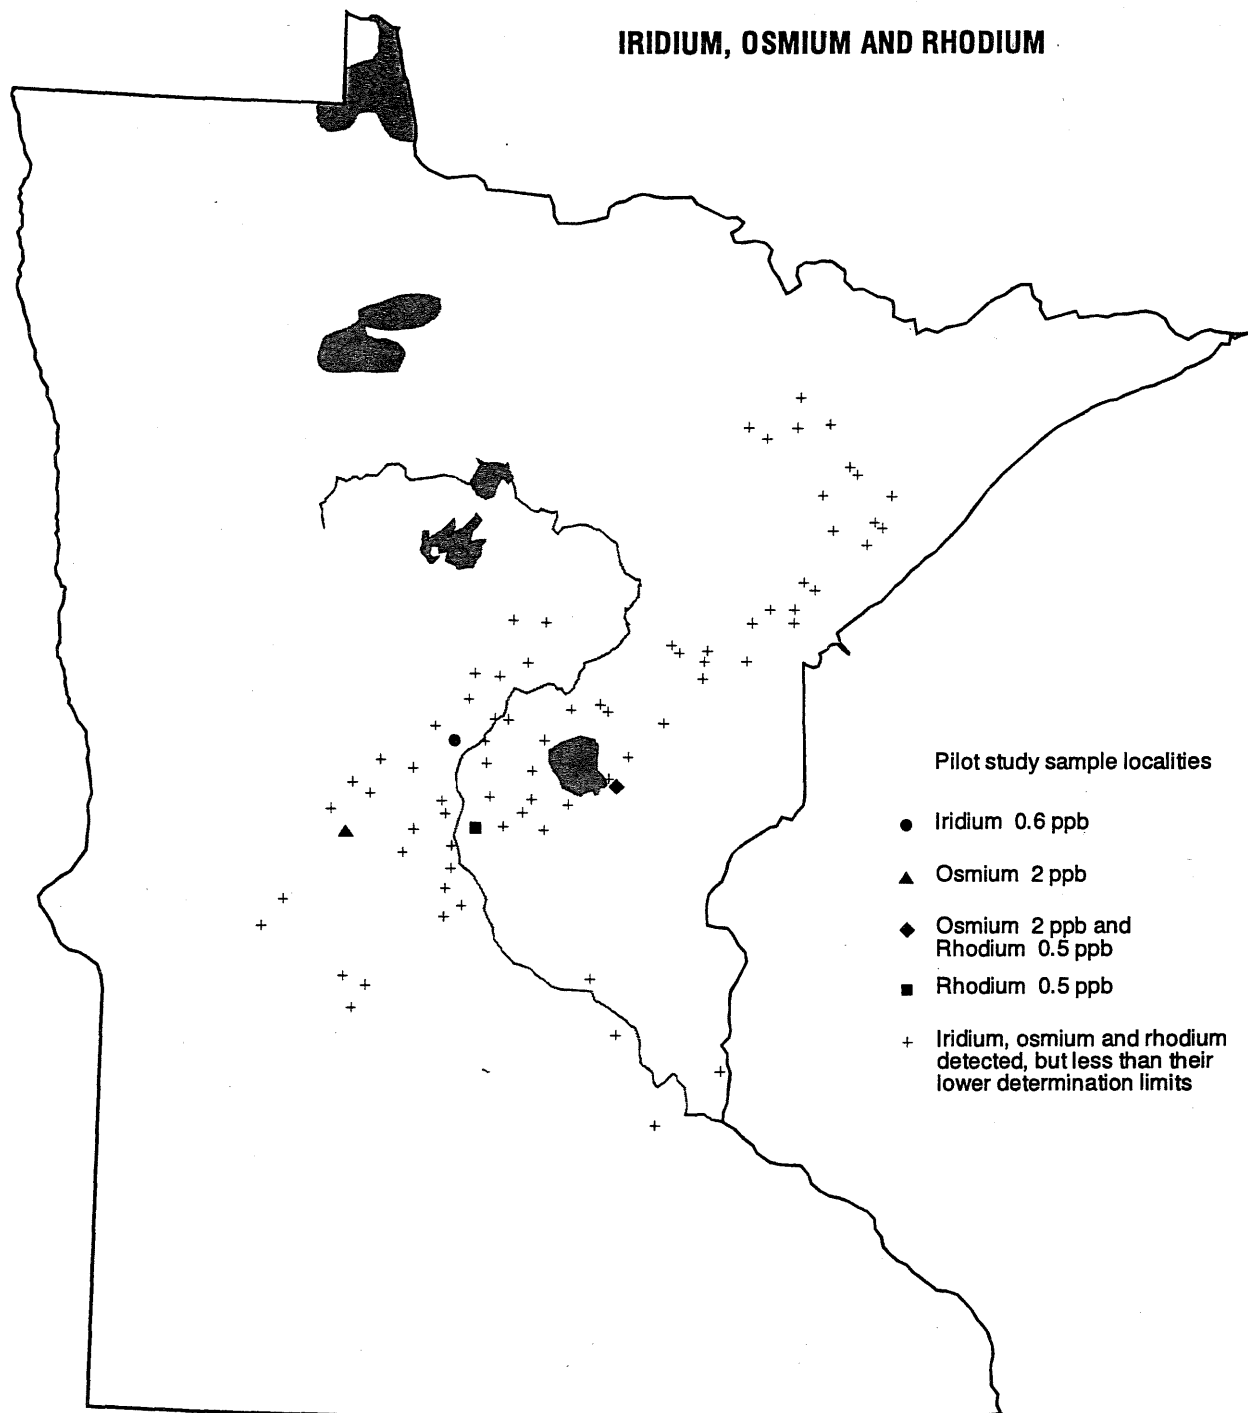 IRIDIUM, OSMIUM AND RHODIUM
Pilot study sample localities
Iridium 0.6 ppb
Osmium 2 ppb
Osmium 2 ppb and
Rhodium 0.5 ppb
Rhodium 0.5 ppb
Iridium, osmium and rhodium
detected, but less than their
lower determination limits